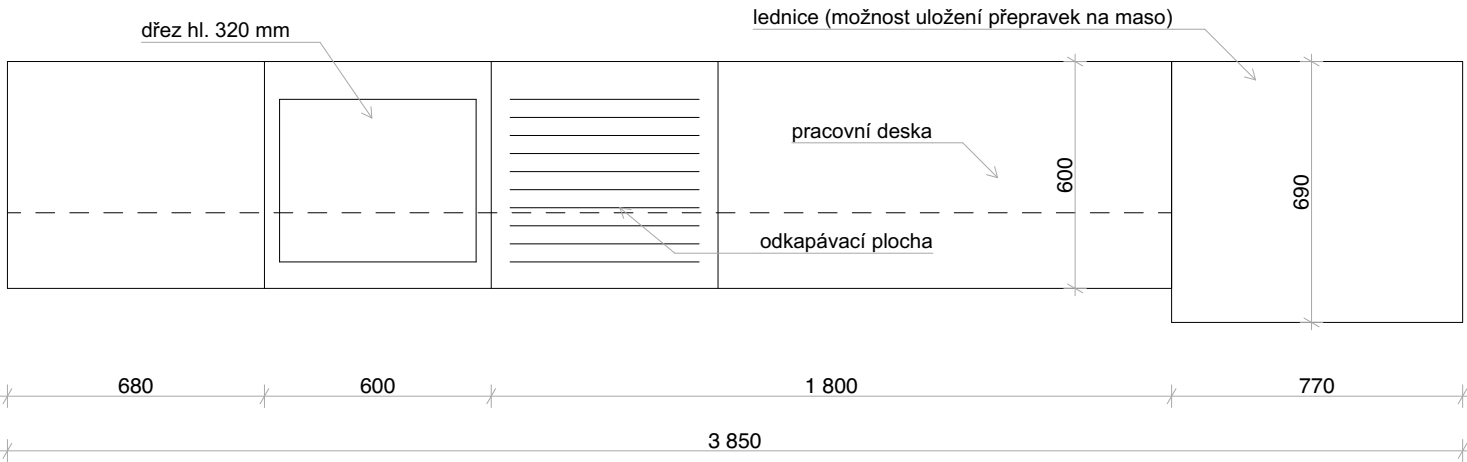 lednice (možnost uložení přepravek na maso)
dřez hl. 320 mm
pracovní deska
600
690
odkapávací plocha
680
600
1 800
770
3 850